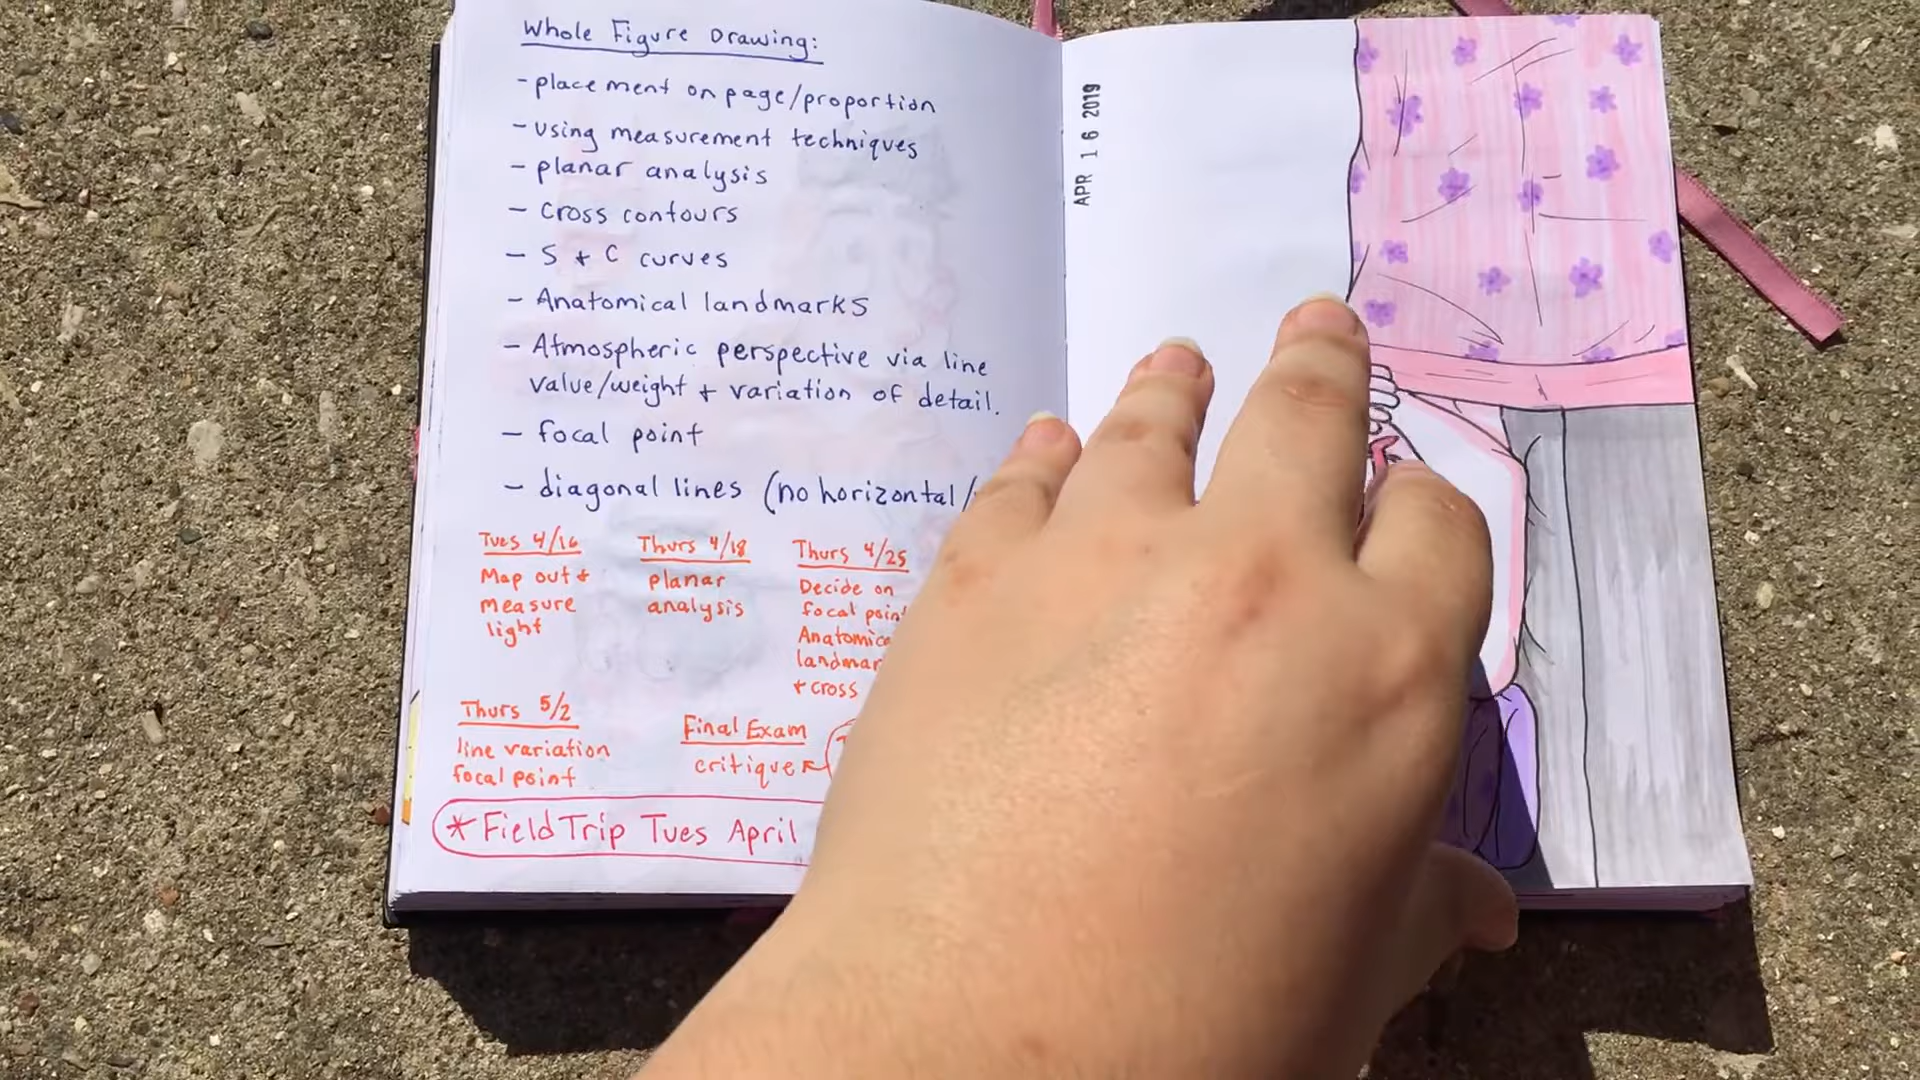 Whole Figure Drawing:
- placement on page/proportion
- using measurement techniques
- planar analysis
- Cross contours
- S + C curves
- Anatomical landmarks
- Atmospheric perspective via line
value/weight + variation of detail.
- focal point
- diagonal lines (no horizontal/
Tues 4/16
Map out +
measure
light
Thurs 4/18
planar
analysis
Thurs 4/25
Decide on
focal
+ cross
Thurs 5/2
line variation
focal point
Final Exam
critique
*Field Trip Tues April
APR 16 2019